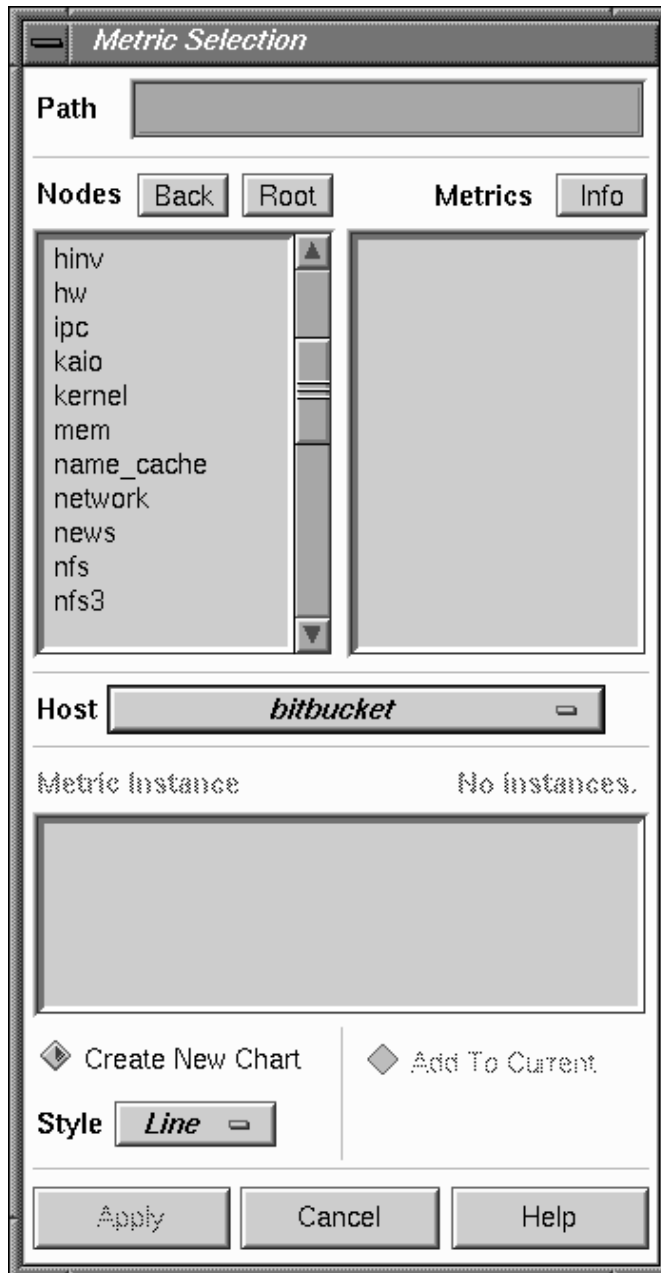 Metric Selection
Path
Nodes Back Root Metrics Info
hinv
hw
ipc
kaio
kernel
mem
name_cache
network
news
nfs
nfs3
Host bitbucket
Metric Instance No Instances.
Create New Chart Add To Current
Style Line
Apply Cancel Help